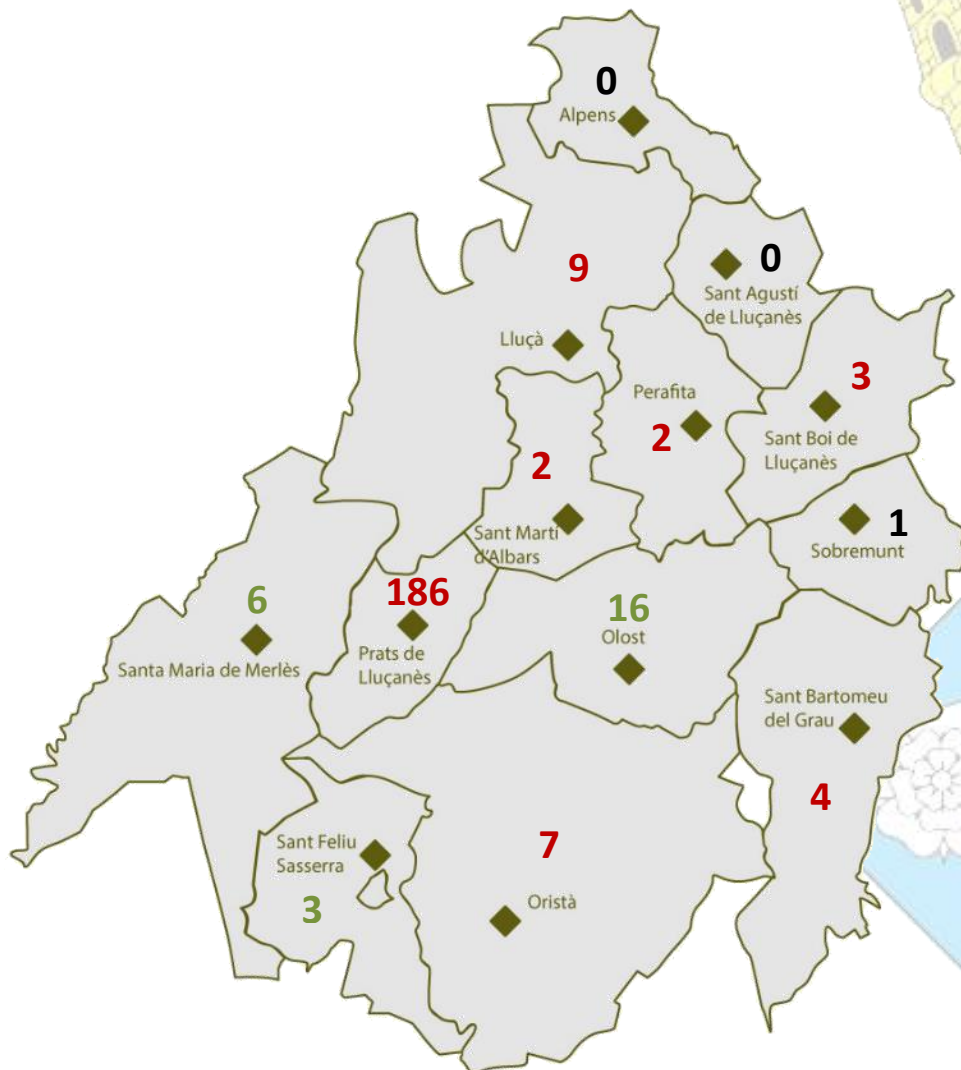 0
Alpens
9
0
Sant Agustí
de Lluçanès
Lluçà
3
Perafita
2
Sant Boi de
Lluçanès
2
Sant Martí
d'Albars
1
Sobremunt
6
186
16
Olost
Santa Maria de Merlès
Prats de
Lluçanès
Sant Bartomeu
del Grau
4
Sant Feliu
Sasserra
3
7
Oristà